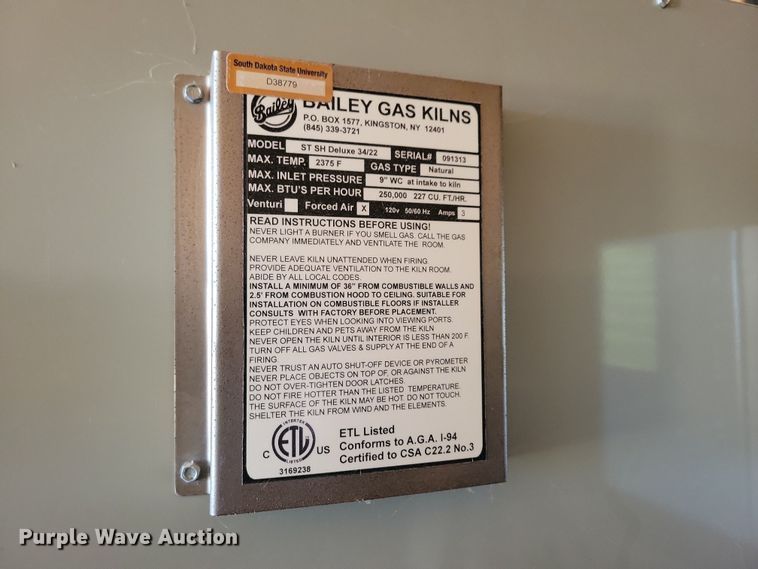 South Dakota State University
D38779
Bailey
BAILEY GAS KILNS
P.O. BOX 1577, KINGSTON, NY 12401
(845) 339-3721
MODEL ST SH Deluxe 34/22 SERIAL# 091313
MAX. TEMP. 2375 F GAS TYPE Natural
MAX. INLET PRESSURE 9" WC at intake to kiln
MAX. BTU'S PER HOUR 250,000 227 CU. FT./HR.
Venturi Forced Air X 120v 50/60 Hz Amps 3
READ INSTRUCTIONS BEFORE USING!
NEVER LIGHT A BURNER IF YOU SMELL GAS. CALL THE GAS
COMPANY IMMEDIATELY AND VENTILATE THE ROOM.
NEVER LEAVE KILN UNATTENDED WHEN FIRING.
PROVIDE ADEQUATE VENTILATION TO THE KILN ROOM.
ABIDE BY ALL LOCAL CODES.
INSTALL A MINIMUM OF 36" FROM COMBUSTIBLE WALLS AND
2.5' FROM COMBUSTION HOOD TO CEILING. SUITABLE FOR
INSTALLATION ON COMBUSTIBLE FLOORS IF INSTALLER
CONSULTS WITH FACTORY BEFORE PLACEMENT.
PROTECT EYES WHEN LOOKING INTO VIEWING PORTS.
KEEP CHILDREN AND PETS AWAY FROM THE KILN
NEVER OPEN THE KILN UNTIL INTERIOR IS LESS THAN 200 F.
TURN OFF ALL GAS VALVES & SUPPLY AT THE END OF A
FIRING.
NEVER TRUST AN AUTO SHUT-OFF DEVICE OR PYROMETER
NEVER PLACE OBJECTS ON TOP OF, OR AGAINST THE KILN
DO NOT OVER-TIGHTEN DOOR LATCHES.
DO NOT FIRE HOTTER THAN THE LISTED TEMPERATURE.
THE SURFACE OF THE KILN MAY BE HOT. DO NOT TOUCH.
SHELTER THE KILN FROM WIND AND THE ELEMENTS.
INTERTEK
C ETL US
LISTED
3169238
ETL Listed
Conforms to A.G.A. I-94
Certified to CSA C22.2 No.3
Purple Wave Auction